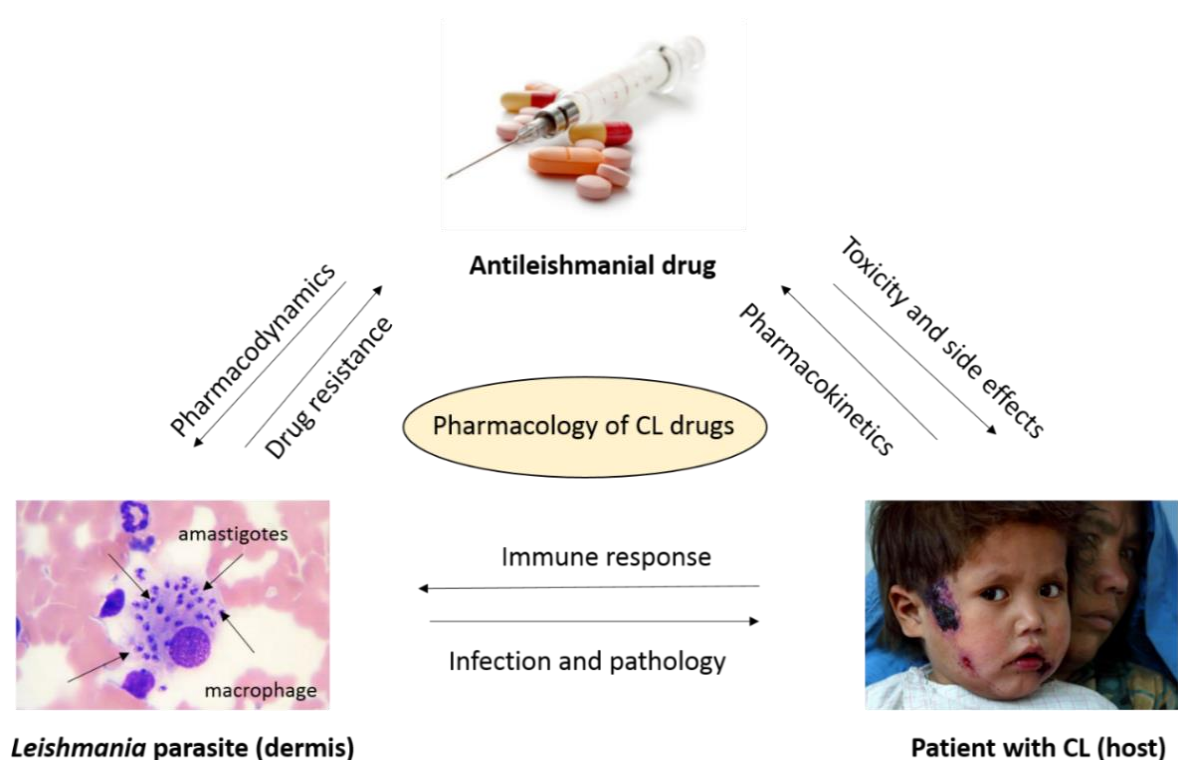 Antileishmanial drug
Pharmacodynamics
Drug resistance
Toxicity and side effects
Pharmacokinetics
Pharmacology of CL drugs
amastigotes
macrophage
Immune response
Infection and pathology
Leishmania parasite (dermis)
Patient with CL (host)